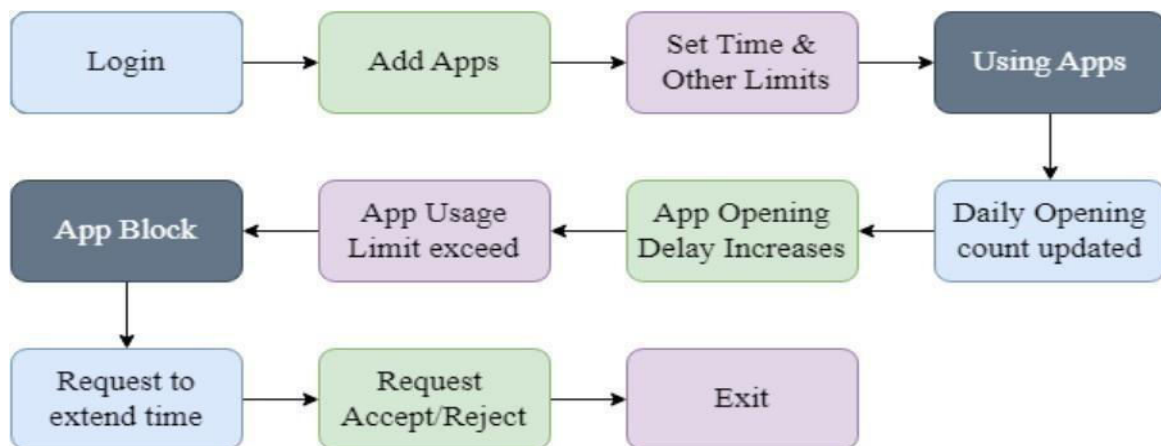 Login
Add Apps
Set Time &
Other Limits
Using Apps
App Block
App Usage
Limit exceed
App Opening
Delay Increases
Daily Opening
count updated
Request to
extend time
Request
Accept/Reject
Exit